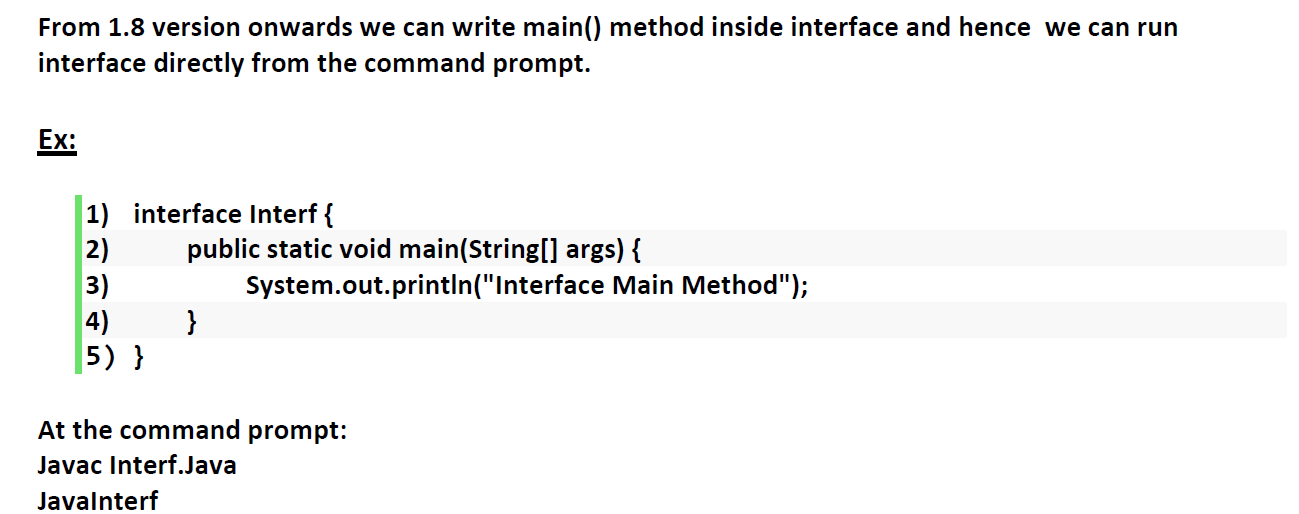 From 1.8 version onwards we can write main() method inside interface and hence we can run
interface directly from the command prompt.
Ex:
1) interface Interf {
2) public static void main(String[] args) {
3) System.out.println("Interface Main Method");
4) }
5) }
At the command prompt:
Javac Interf.Java
JavaInterf